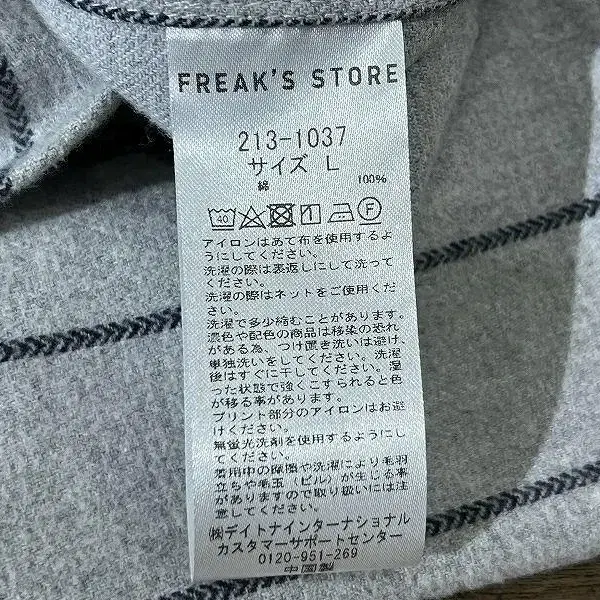 FREAK'S STORE
213-1037
サイズ L
綿 100%
40 F
アイロンはあて布を使用するよ
うにしてください。
洗濯の際は裏返しにして洗って
ください。
洗濯の際はネットをご使用くだ
さい。
洗濯で多少縮むことがあります。
濃色や配色の商品は移染の恐れ
がある為、つけ置き洗いは避け、
単独洗いをしてください。洗濯
後はすぐに干してください。湿
った状態で強くこすられると色
が移る事があります。
プリント部分のアイロンはお避
けください。
無蛍光洗剤を使用するようにし
てください。
着用中の摩擦や洗濯により毛羽
立ちや毛玉(ピル)が生じる事
がありますので取り扱いには注
意してください。
㈱デイトナインターナショナル
カスタマーサポートセンター
0120-951-269
中国製